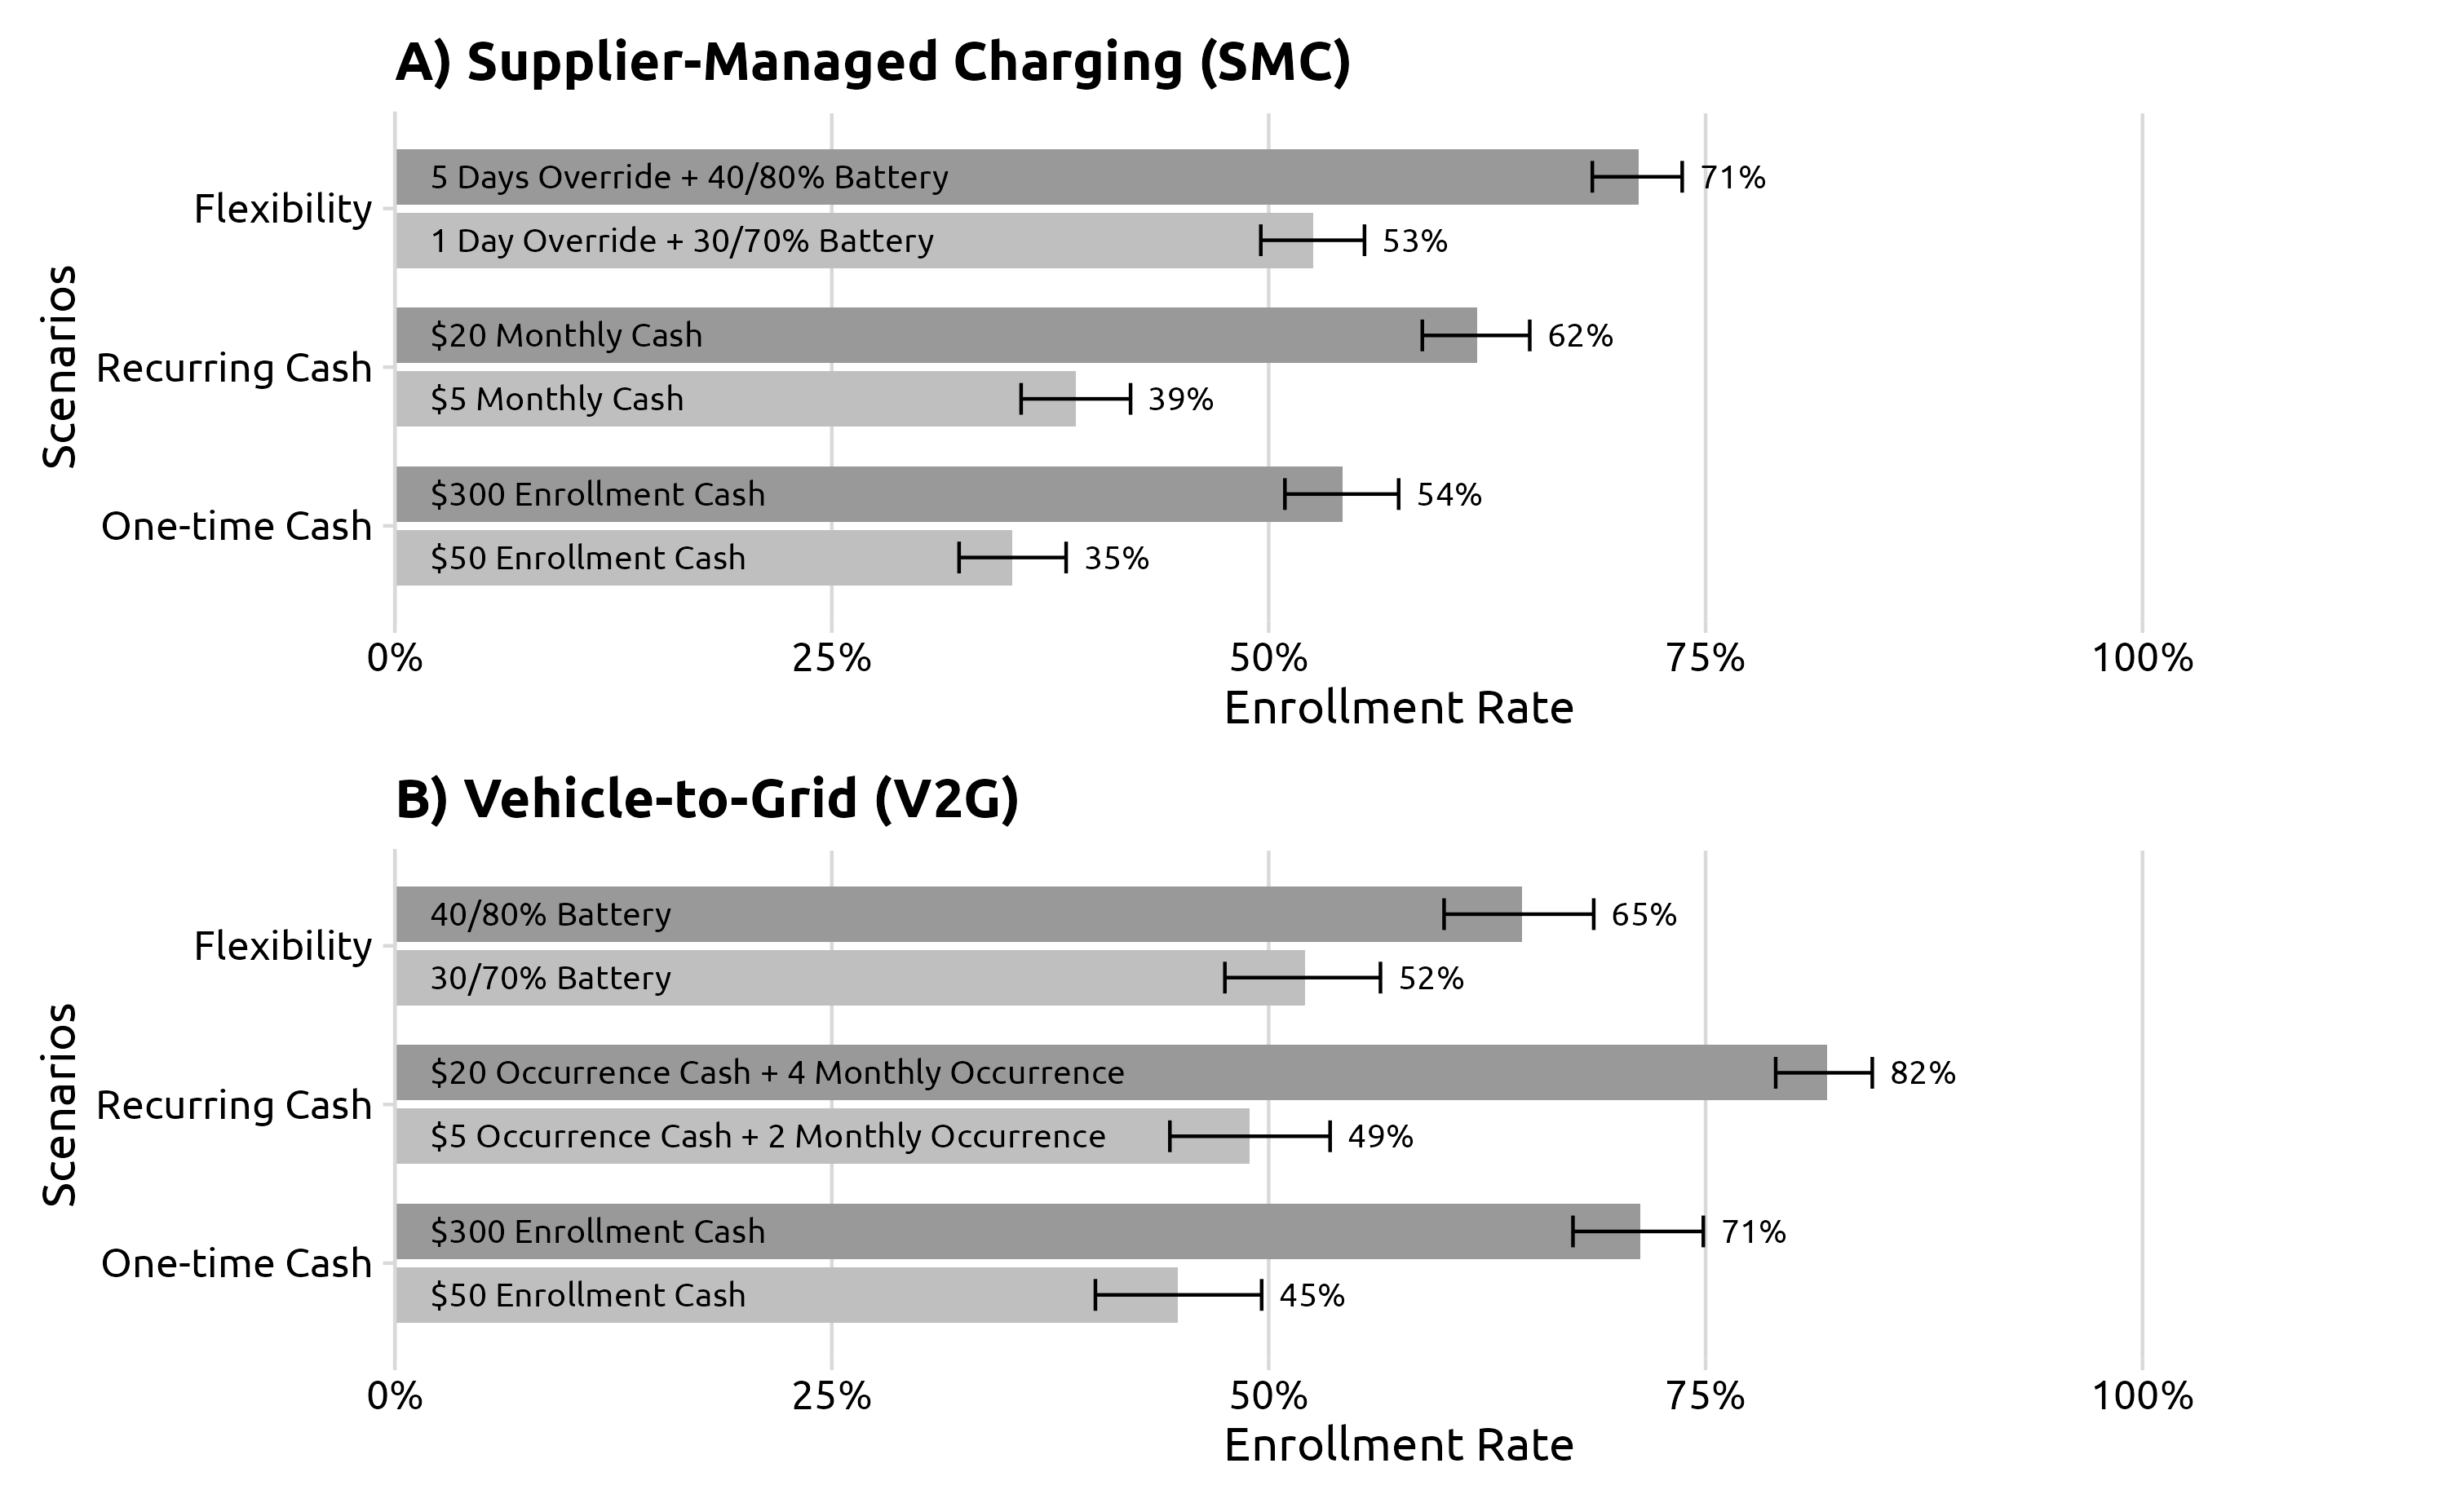 A) Supplier-Managed Charging (SMC)
Scenarios
Flexibility
5 Days Override + 40/80% Battery
71%
1 Day Override + 30/70% Battery
53%
Recurring Cash
$20 Monthly Cash
62%
$5 Monthly Cash
39%
One-time Cash
$300 Enrollment Cash
54%
$50 Enrollment Cash
35%
0% 25% 50% 75% 100%
Enrollment Rate
B) Vehicle-to-Grid (V2G)
Scenarios
Flexibility
40/80% Battery
65%
30/70% Battery
52%
Recurring Cash
$20 Occurrence Cash + 4 Monthly Occurrence
82%
$5 Occurrence Cash + 2 Monthly Occurrence
49%
One-time Cash
$300 Enrollment Cash
71%
$50 Enrollment Cash
45%
0% 25% 50% 75% 100%
Enrollment Rate